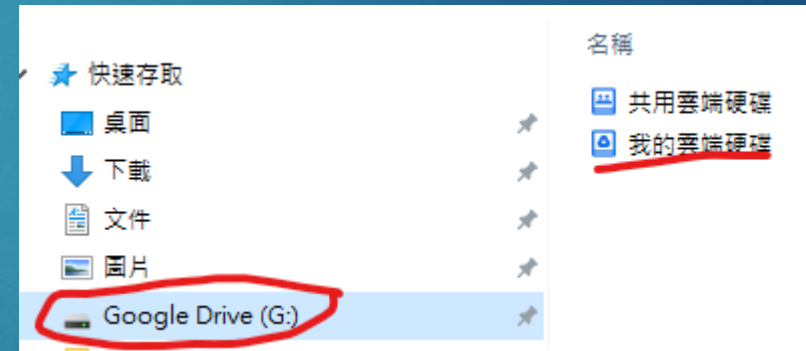 快速存取
桌面
下載
文件
圖片
Google Drive (G:)
名稱
共用雲端硬碟
我的雲端硬碟